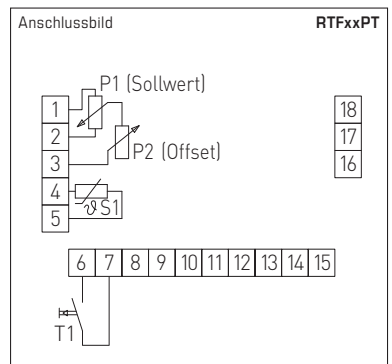 Anschlussbild RTFxxPT
P1 (Sollwert)
1
2
3
4
5
P2 (Offset)
ϑ S1
18
17
16
6 7 8 9 10 11 12 13 14 15
T1